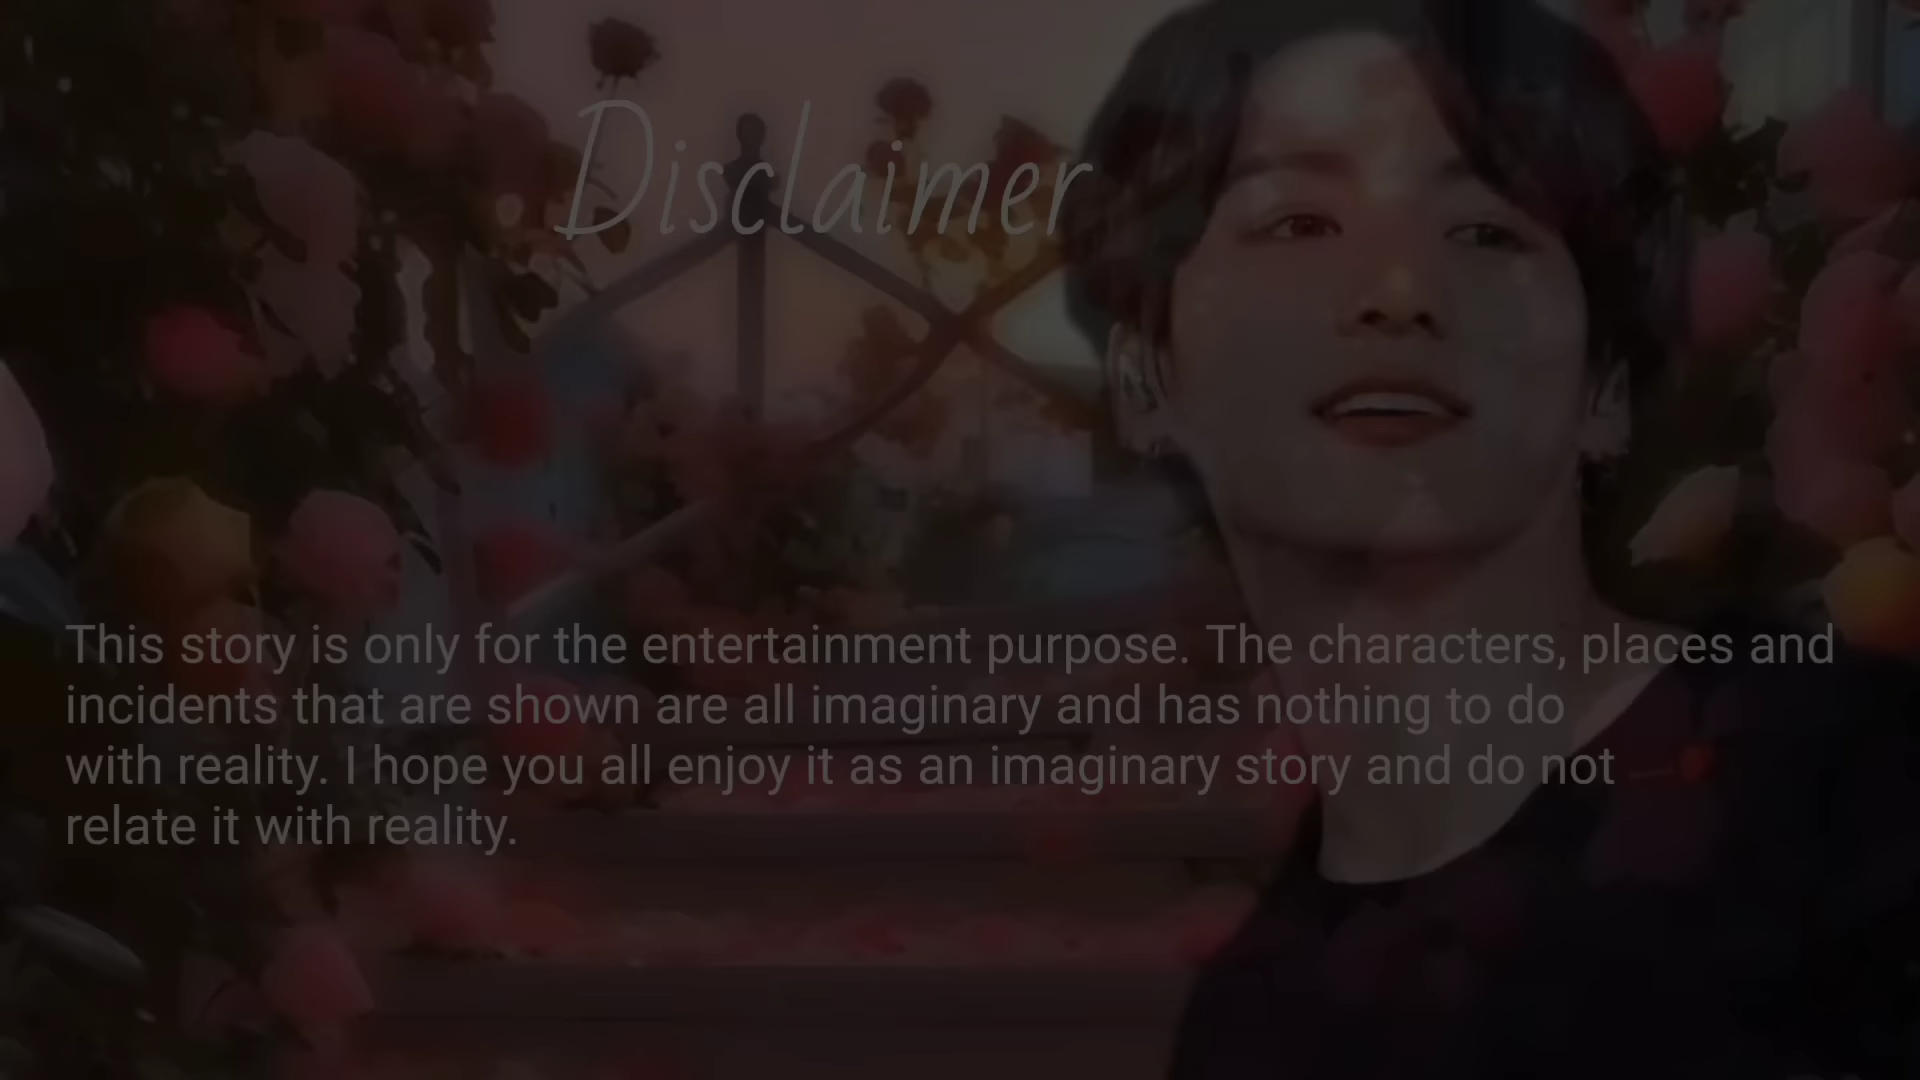 Disclaimer
This story is only for the entertainment purpose. The characters, places and
incidents that are shown are all imaginary and has nothing to do
with reality. I hope you all enjoy it as an imaginary story and do not
relate it with reality.